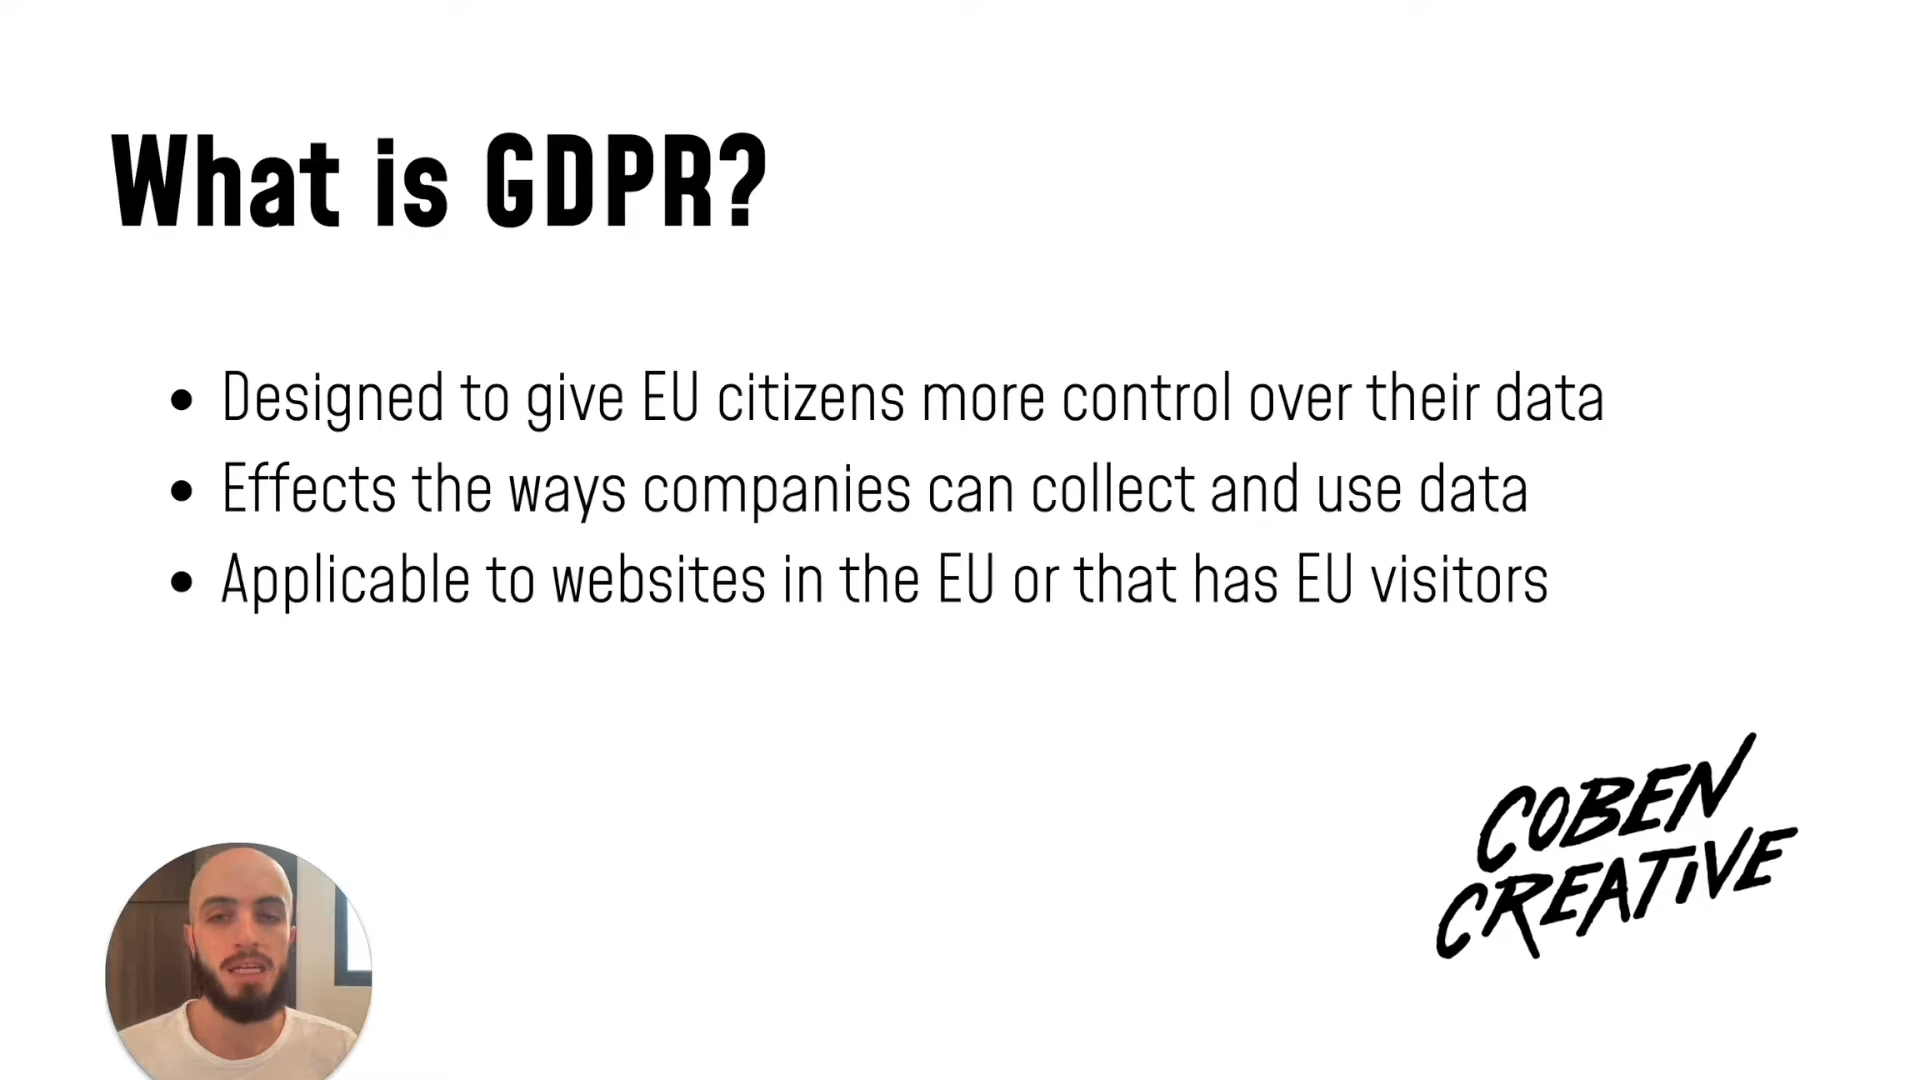 What is GDPR?
• Designed to give EU citizens more control over their data
• Effects the ways companies can collect and use data
• Applicable to websites in the EU or that has EU visitors
COBEN
CREATIVE